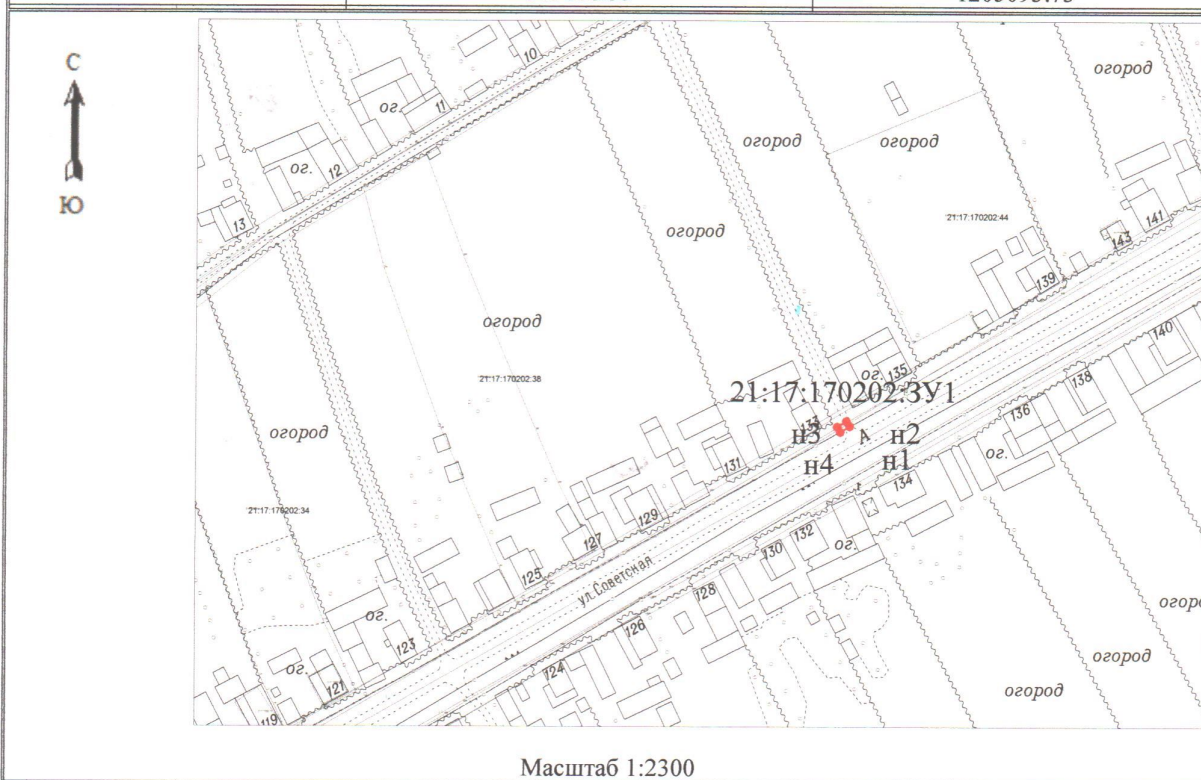 С
Ю
огород
10
ог.
11
огород
огород
ог.
12
141
21:17:170202:44
13
143
огород
139
огород
140
21:17:170202:38
ог.
135
138
21:17:170202:ЗУ1
136
133
огород
н3
н2
н4
н1
ог.
131
134
21:17:170202:34
129
132
127
130
ог.
ул.Советская
125
128
ог.
126
123
огород
ог.
124
121
огород
119
Масштаб 1:2300